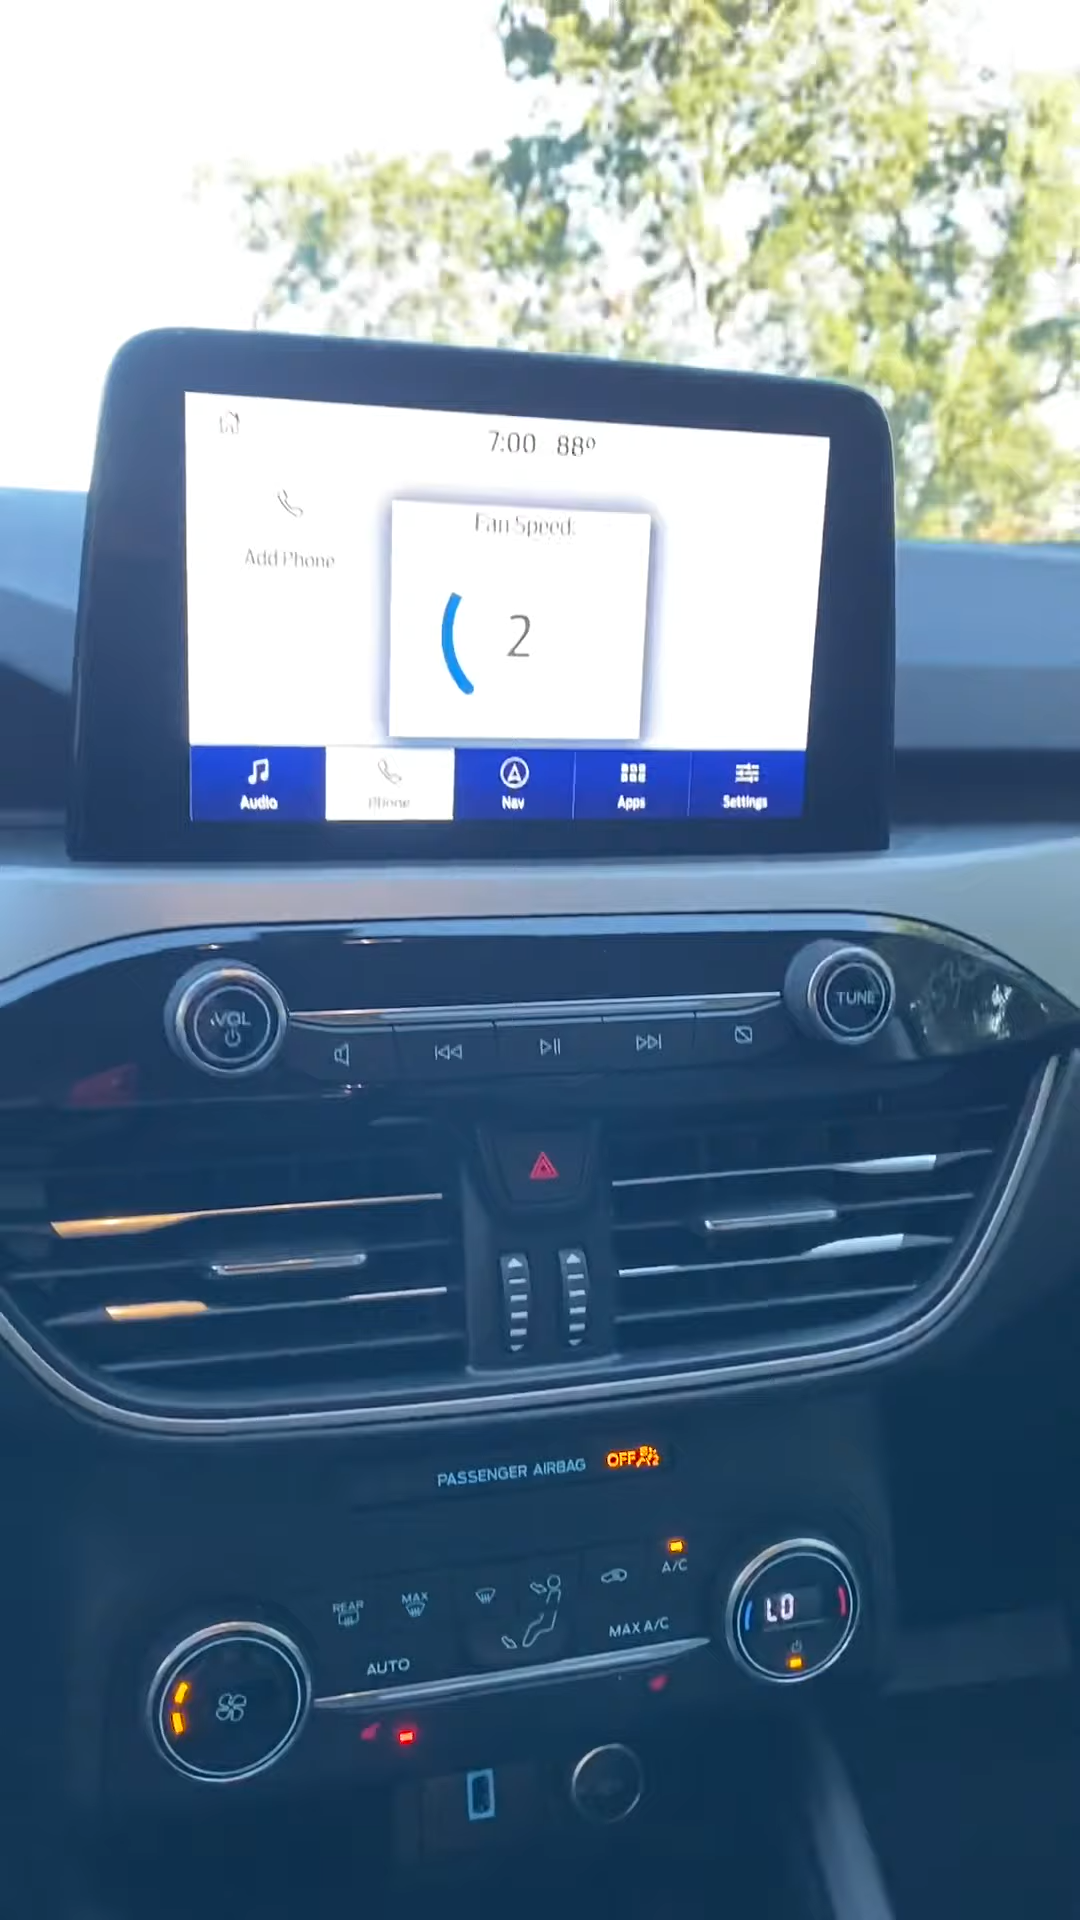 7:00 88°
Add Phone
Fan Speed:
2
Audio
Phone
Nav
Apps
Settings
VOL
TUNE
PASSENGER AIRBAG OFF
A/C
REAR
MAX
MAX A/C
AUTO
LO